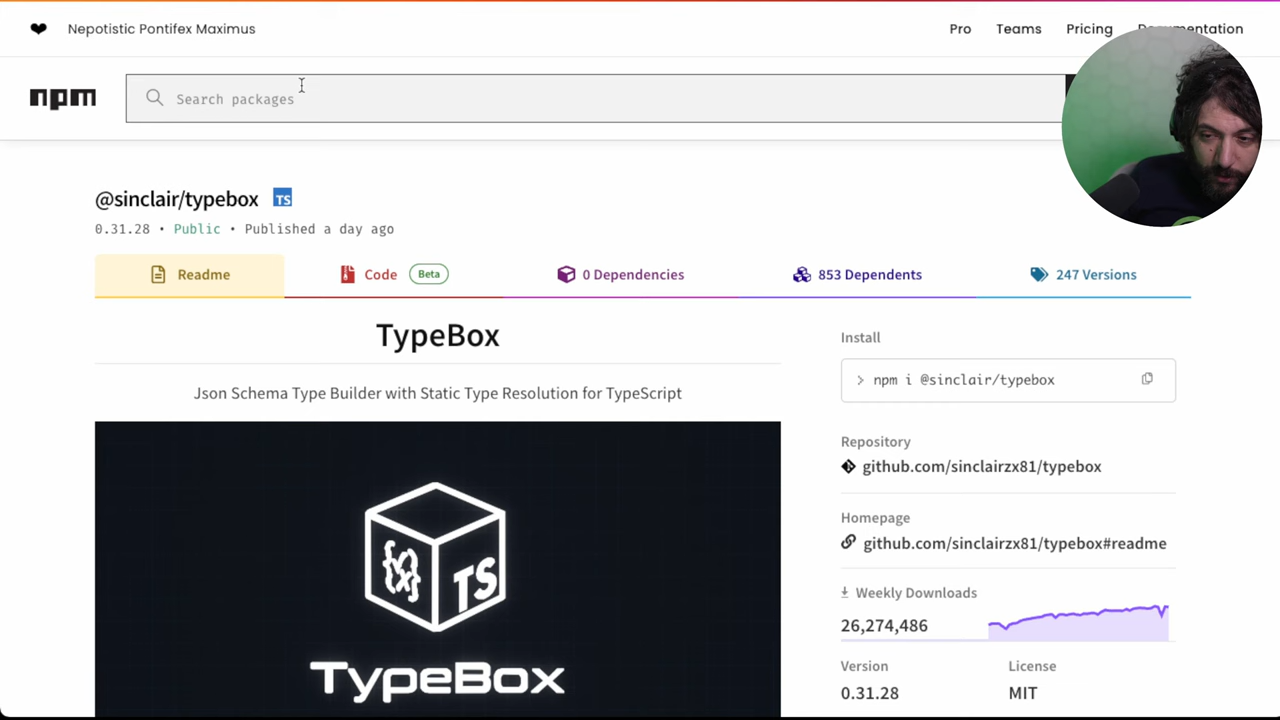 Nepotistic Pontifex Maximus
Pro Teams Pricing Documentation
npm
Search packages
@sinclair/typebox TS
0.31.28 • Public • Published a day ago
Readme
Code Beta
0 Dependencies
853 Dependents
247 Versions
TypeBox
Json Schema Type Builder with Static Type Resolution for TypeScript
{(x)} TS
TypeBox
Install
> npm i @sinclair/typebox
Repository
github.com/sinclairzx81/typebox
Homepage
github.com/sinclairzx81/typebox#readme
Weekly Downloads
26,274,486
Version License
0.31.28 MIT